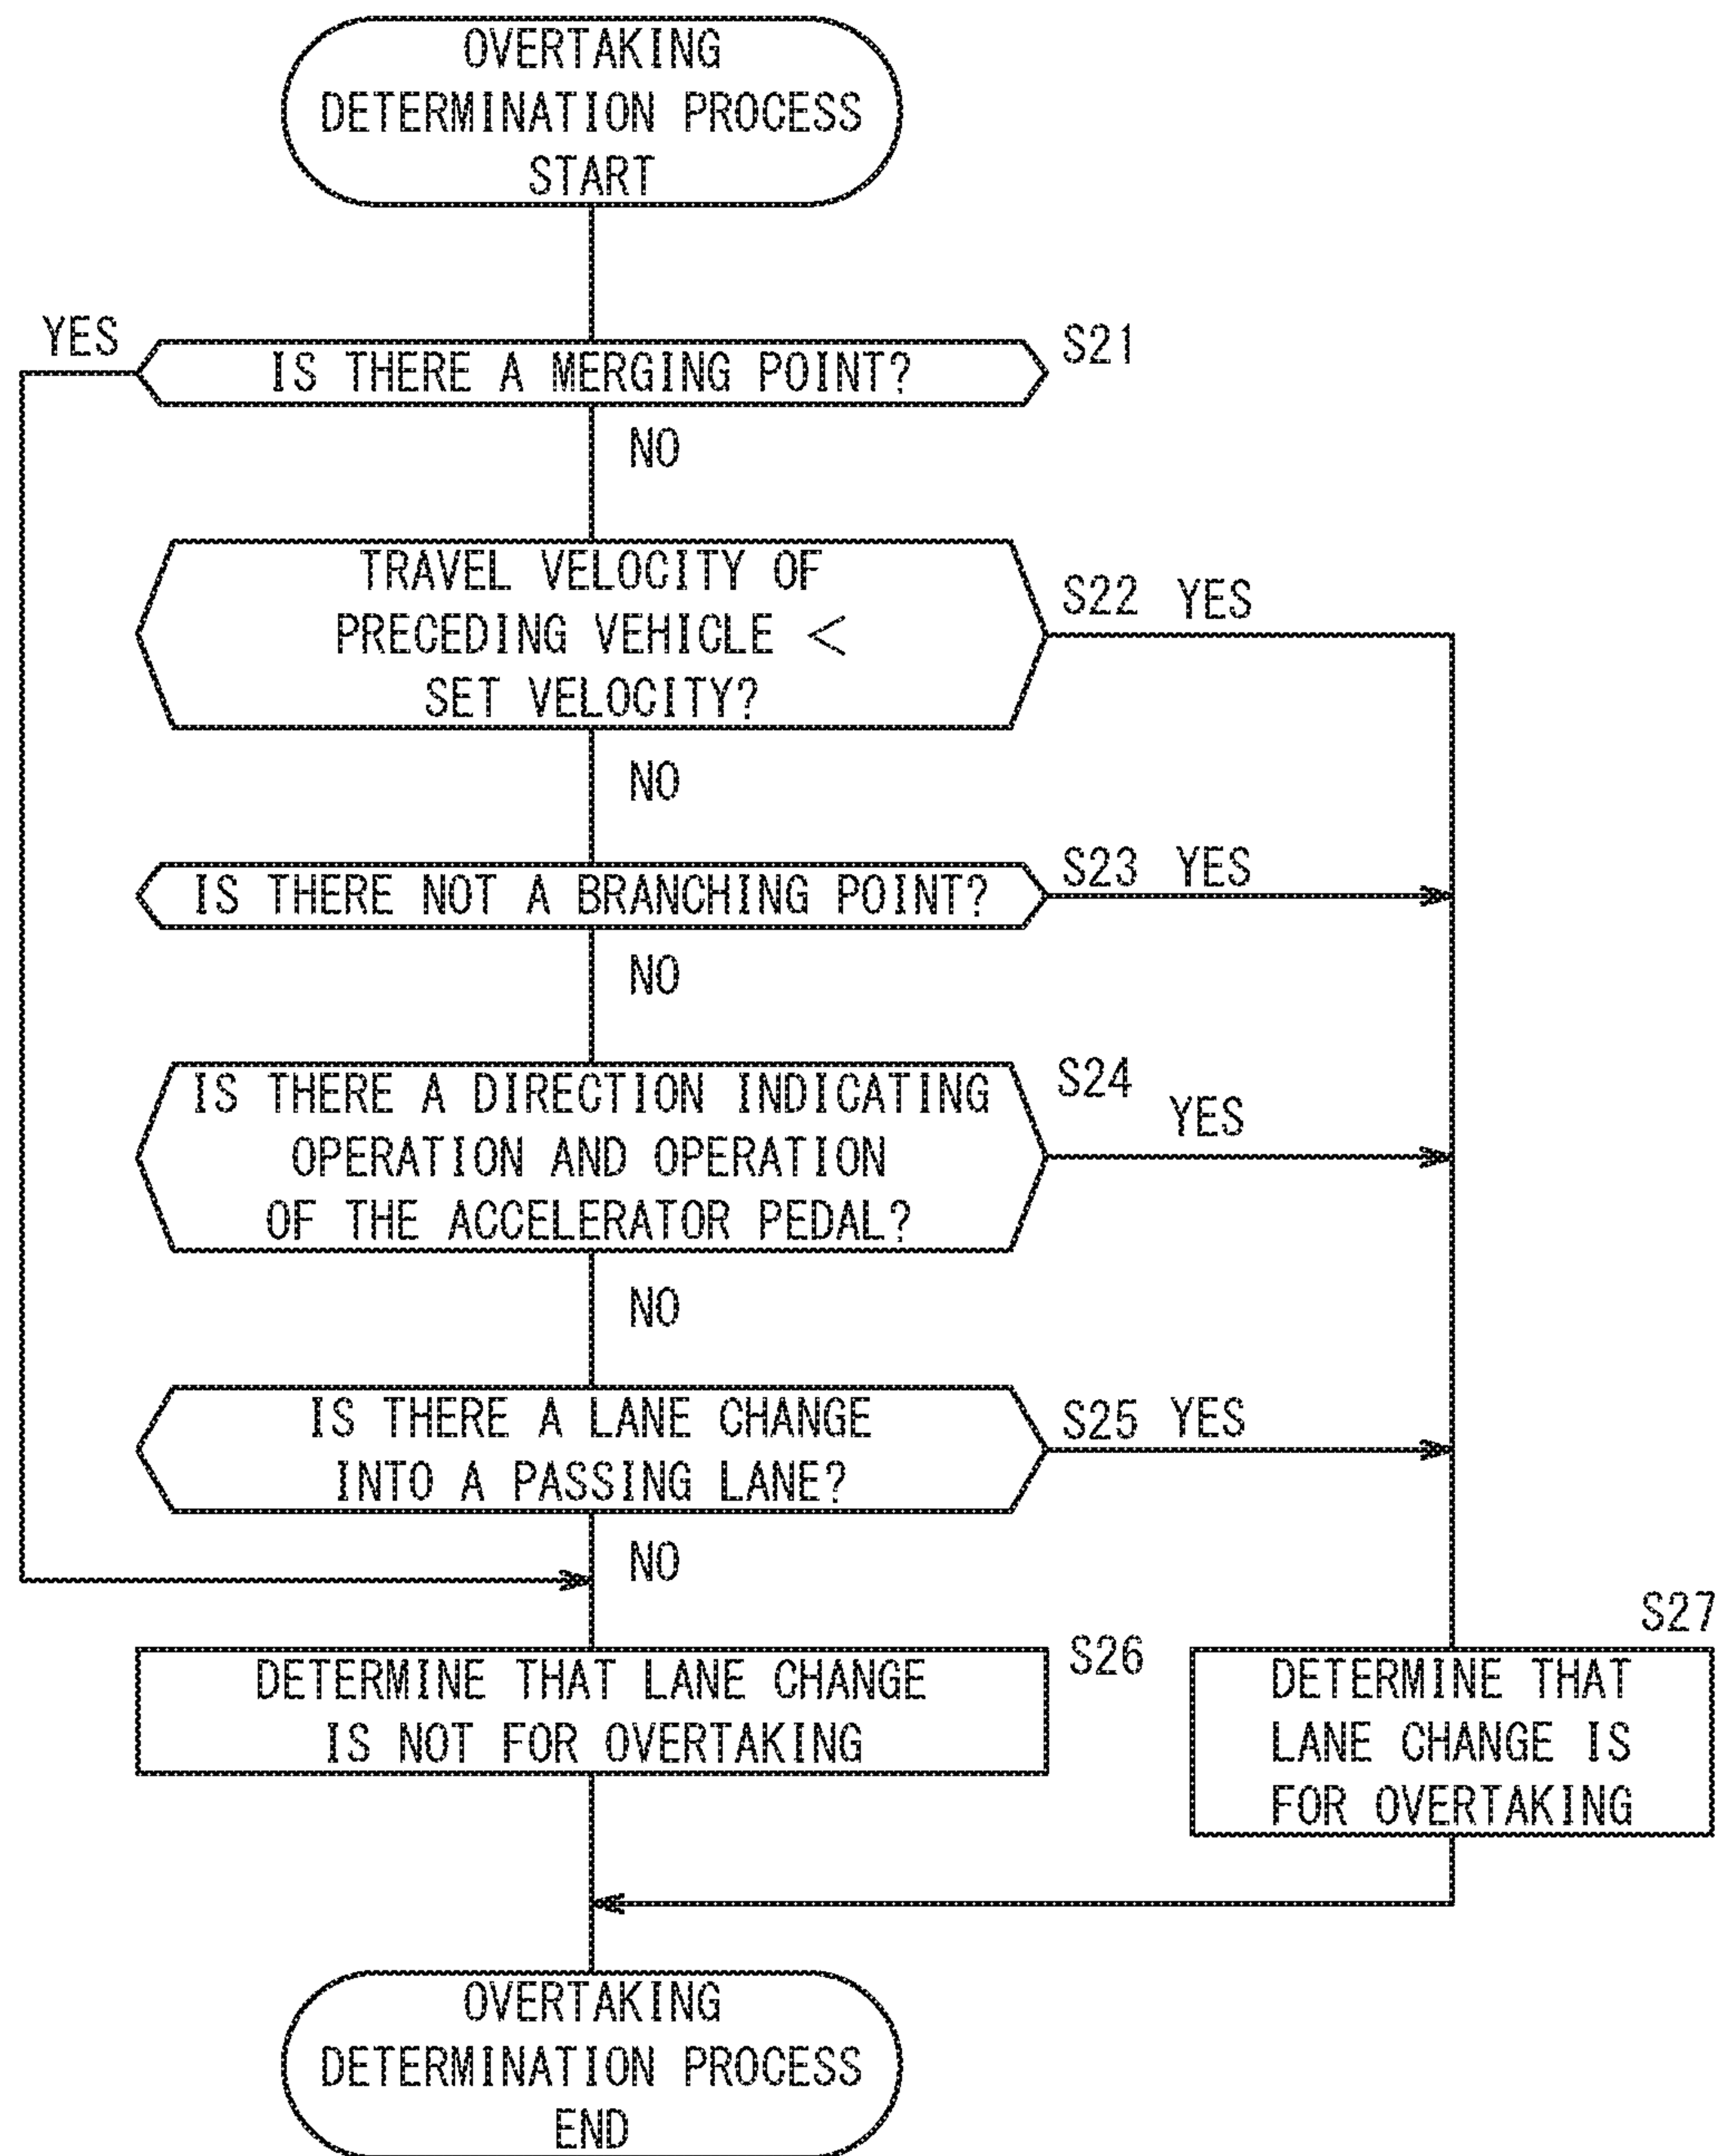 OVERTAKING
DETERMINATION PROCESS
START
YES
IS THERE A MERGING POINT?
S21
NO
TRAVEL VELOCITY OF
PRECEDING VEHICLE <
SET VELOCITY?
S22 YES
NO
IS THERE NOT A BRANCHING POINT?
S23 YES
NO
IS THERE A DIRECTION INDICATING
OPERATION AND OPERATION
OF THE ACCELERATOR PEDAL?
S24
YES
NO
IS THERE A LANE CHANGE
INTO A PASSING LANE?
S25 YES
NO
DETERMINE THAT LANE CHANGE
IS NOT FOR OVERTAKING
S26
S27
DETERMINE THAT
LANE CHANGE IS
FOR OVERTAKING
OVERTAKING
DETERMINATION PROCESS
END